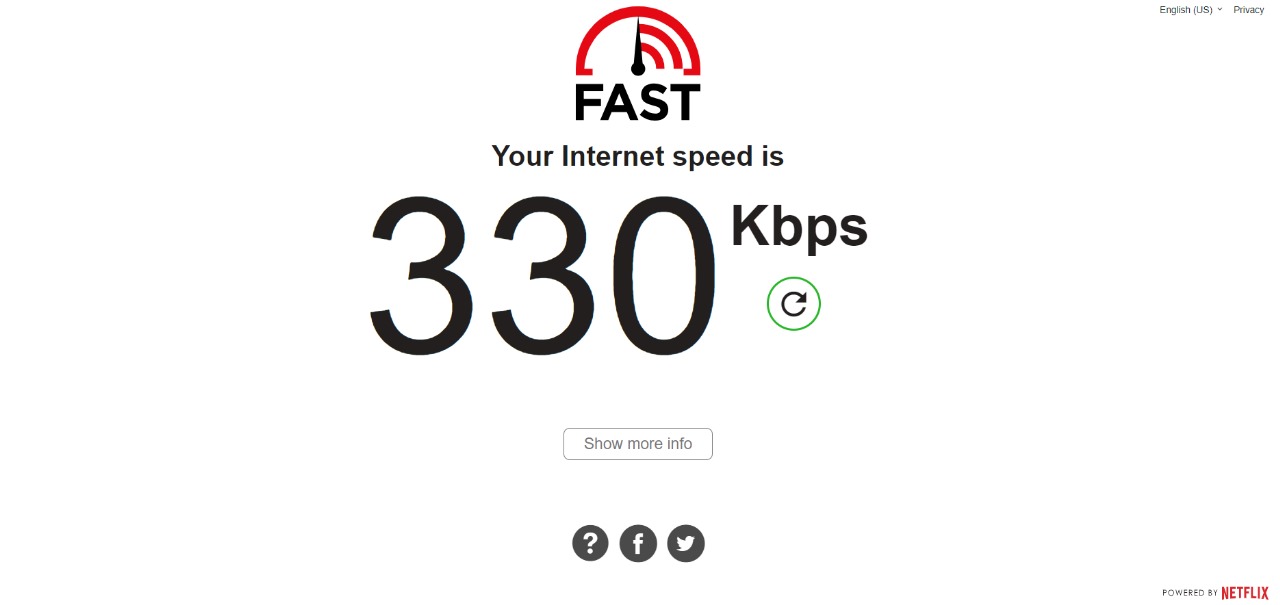 English (US) Privacy
FAST
Your Internet speed is
330 Kbps
Show more info
?
f
POWERED BY NETFLIX